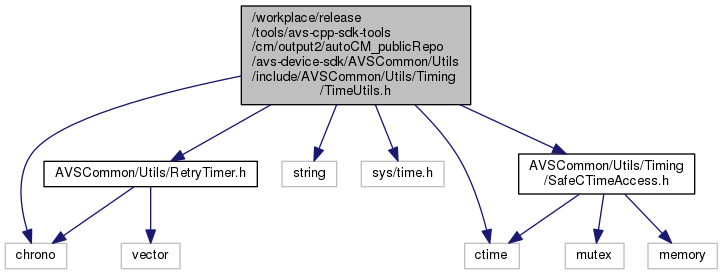 /workplace/release
/tools/avs-cpp-sdk-tools
/cm/output2/autoCM_publicRepo
/avs-device-sdk/AVSCommon/Utils
/include/AVSCommon/Utils/Timing
/TimeUtils.h
AVSCommon/Utils/RetryTimer.h
string
sys/time.h
AVSCommon/Utils/Timing
/SafeCTimeAccess.h
chrono
vector
ctime
mutex
memory